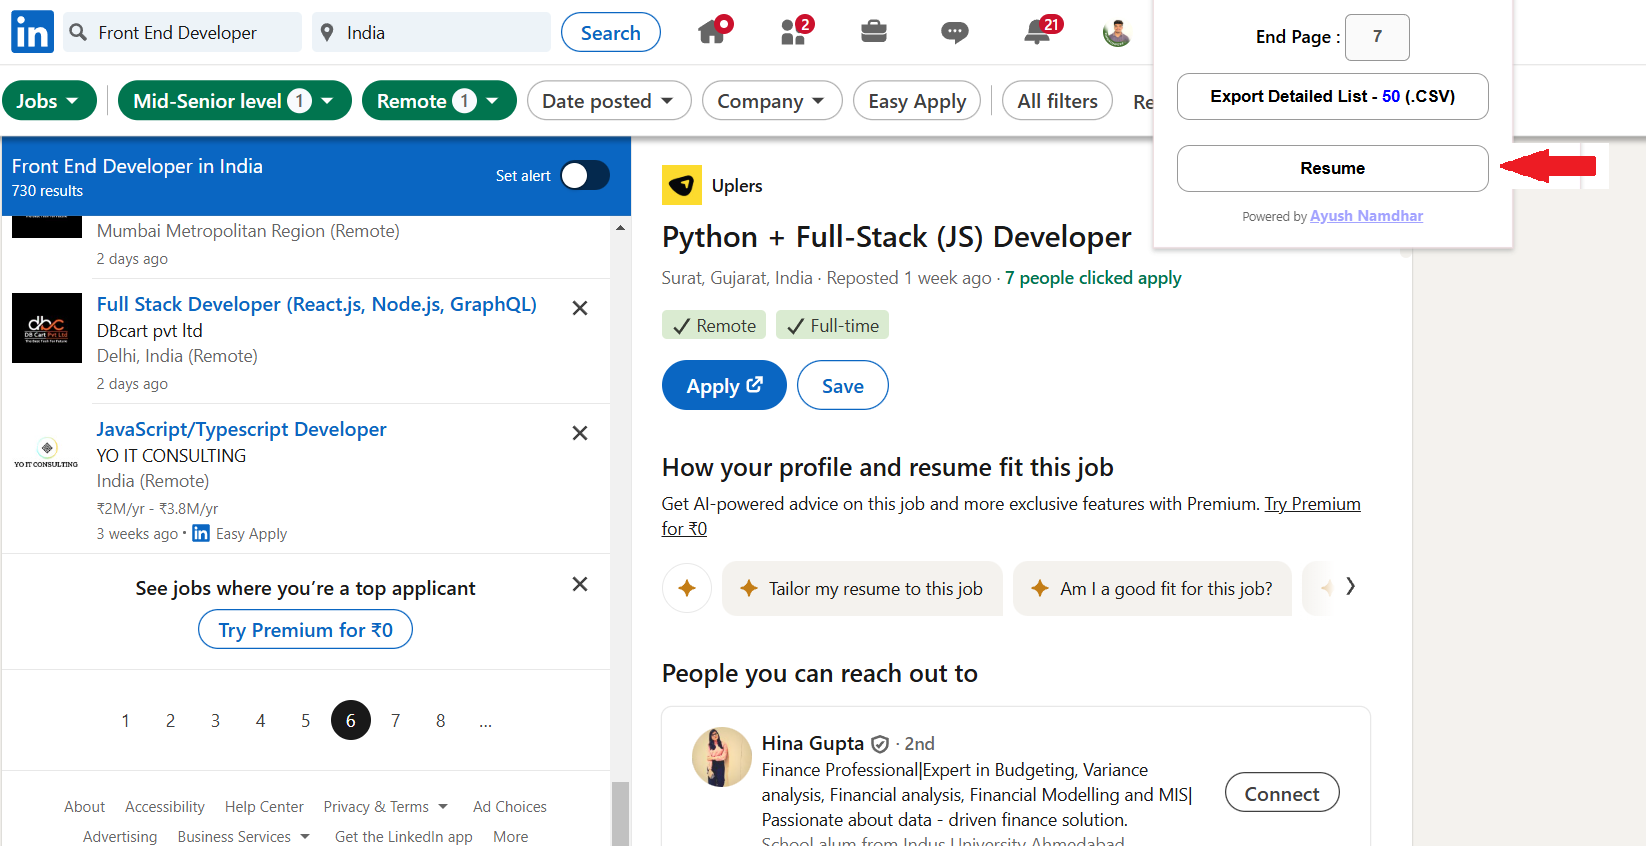 in
Front End Developer
India
Search
2
21
End Page :
7
Export Detailed List - 50 (.CSV)
Resume
Powered by Ayush Namdhar
Jobs
Mid-Senior level 1
Remote 1
Date posted
Company
Easy Apply
All filters
Re
Front End Developer in India
730 results
Set alert
Mumbai Metropolitan Region (Remote)
2 days ago
dbc
DB Cart Pvt Ltd
Full Stack Developer (React.js, Node.js, GraphQL)
DBcart pvt ltd
Delhi, India (Remote)
2 days ago
YO IT CONSULTING
JavaScript/Typescript Developer
YO IT CONSULTING
India (Remote)
₹2M/yr - ₹3.8M/yr
3 weeks ago • in Easy Apply
See jobs where you’re a top applicant
Try Premium for ₹0
1 2 3 4 5 6 7 8 ...
About Accessibility Help Center Privacy & Terms Ad Choices
Advertising Business Services Get the LinkedIn app More
Uplers
Python + Full-Stack (JS) Developer
Surat, Gujarat, India · Reposted 1 week ago · 7 people clicked apply
Remote
Full-time
Apply
Save
How your profile and resume fit this job
Get AI-powered advice on this job and more exclusive features with Premium. Try Premium
for ₹0
Tailor my resume to this job
Am I a good fit for this job?
People you can reach out to
Hina Gupta · 2nd
Finance Professional|Expert in Budgeting, Variance
analysis, Financial analysis, Financial Modelling and MIS|
Passionate about data - driven finance solution.
School alum from Indus University Ahmedabad
Connect